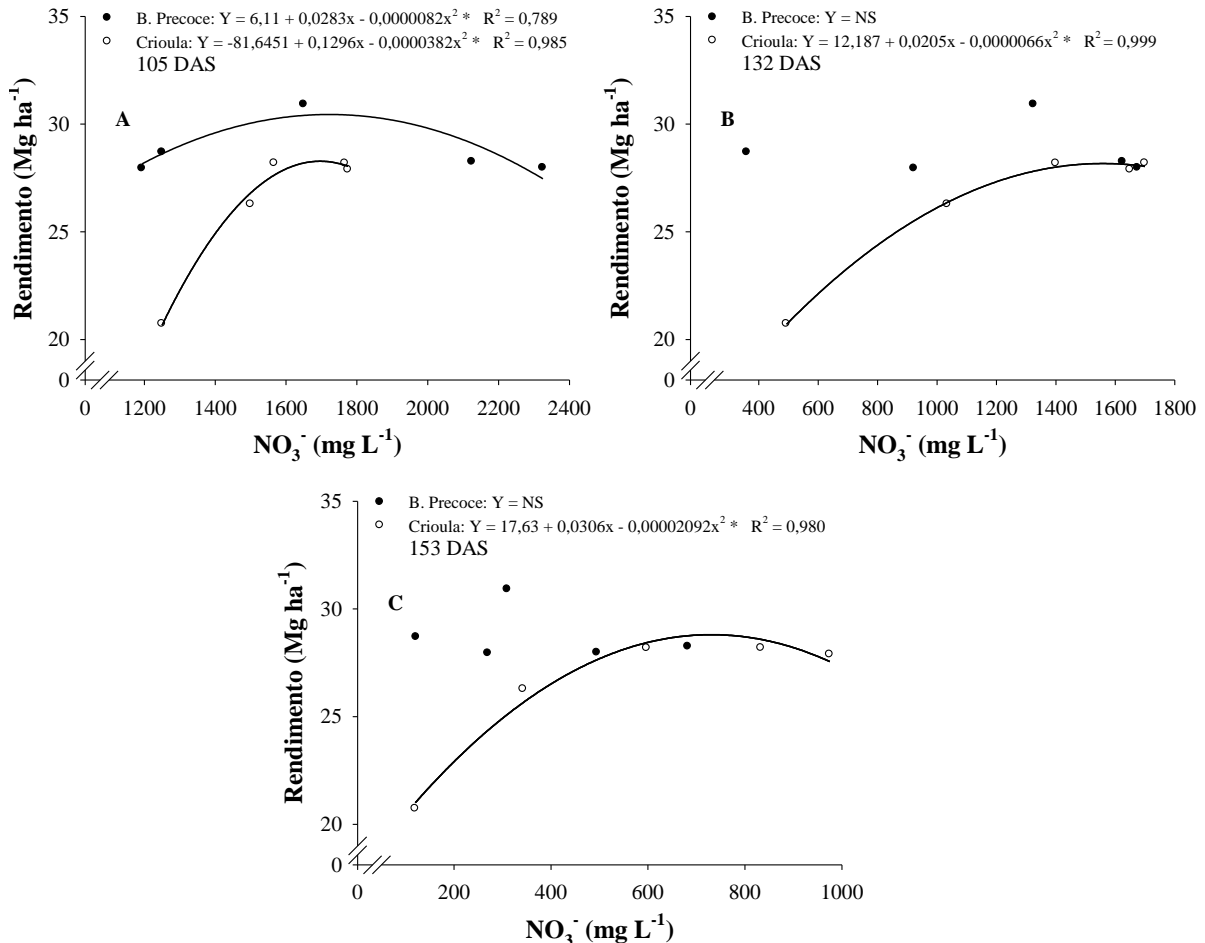 B. Precoce: Y = 6,11 + 0,0283x - 0,0000082x² * R² = 0,789
Crioula: Y = -81,6451 + 0,1296x - 0,0000382x² * R² = 0,985
105 DAS
A
Rendimento (Mg ha⁻¹)
35
30
25
20
0
0 1200 1400 1600 1800 2000 2200 2400
NO₃⁻ (mg L⁻¹)
B. Precoce: Y = NS
Crioula: Y = 12,187 + 0,0205x - 0,0000066x² * R² = 0,999
132 DAS
B
Rendimento (Mg ha⁻¹)
35
30
25
20
0
0 400 600 800 1000 1200 1400 1600 1800
NO₃⁻ (mg L⁻¹)
B. Precoce: Y = NS
Crioula: Y = 17,63 + 0,0306x - 0,00002092x² * R² = 0,980
153 DAS
C
Rendimento (Mg ha⁻¹)
35
30
25
20
0
0 200 400 600 800 1000
NO₃⁻ (mg L⁻¹)